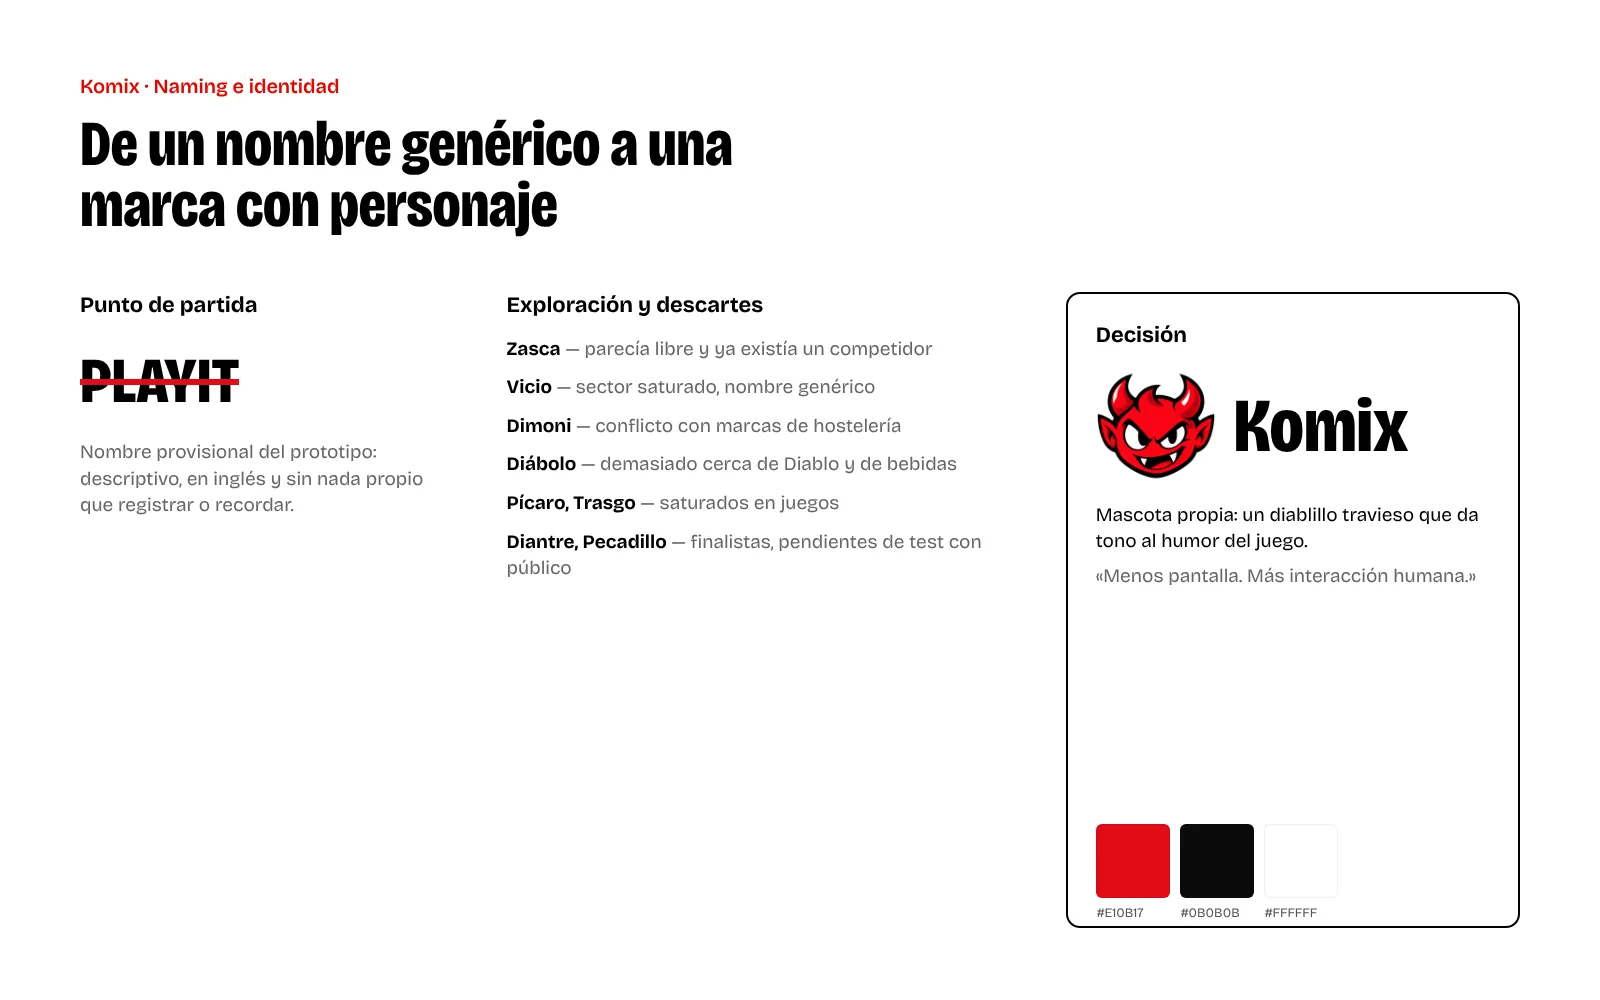 Komix · Naming e identidad
De un nombre genérico a una
marca con personaje
Punto de partida
PLAYIT
Nombre provisional del prototipo:
descriptivo, en inglés y sin nada propio
que registrar o recordar.
Exploración y descartes
Zasca — parecía libre y ya existía un competidor
Vicio — sector saturado, nombre genérico
Dimoni — conflicto con marcas de hostelería
Diábolo — demasiado cerca de Diablo y de bebidas
Pícaro, Trasgo — saturados en juegos
Diantre, Pecadillo — finalistas, pendientes de test con
público
Decisión
Komix
Mascota propia: un diablillo travieso que da
tono al humor del juego.
«Menos pantalla. Más interacción humana.»
#E10B17
#0B0B0B
#FFFFFF